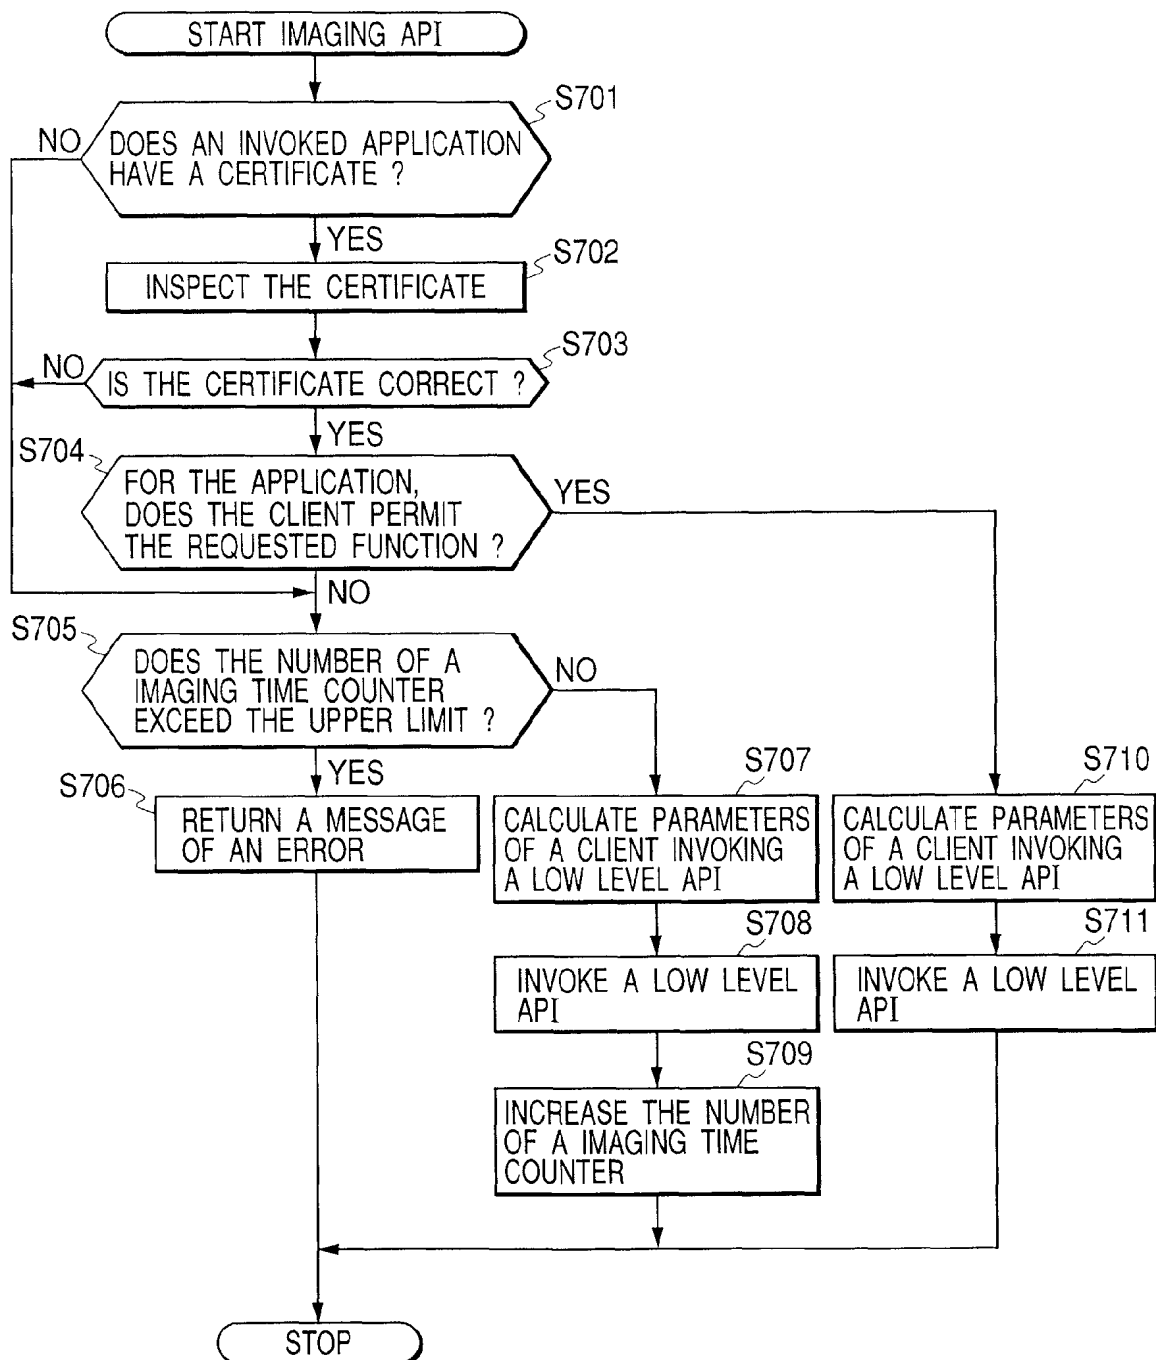 START IMAGING API
S701
NO
DOES AN INVOKED APPLICATION
HAVE A CERTIFICATE ?
YES
S702
INSPECT THE CERTIFICATE
S703
NO
IS THE CERTIFICATE CORRECT ?
YES
S704
FOR THE APPLICATION,
DOES THE CLIENT PERMIT
THE REQUESTED FUNCTION ?
YES
NO
S705
DOES THE NUMBER OF A
IMAGING TIME COUNTER
EXCEED THE UPPER LIMIT ?
NO
YES
S706
RETURN A MESSAGE
OF AN ERROR
S707
CALCULATE PARAMETERS
OF A CLIENT INVOKING
A LOW LEVEL API
S710
CALCULATE PARAMETERS
OF A CLIENT INVOKING
A LOW LEVEL API
S708
INVOKE A LOW LEVEL
API
S711
INVOKE A LOW LEVEL
API
S709
INCREASE THE NUMBER
OF A IMAGING TIME
COUNTER
STOP